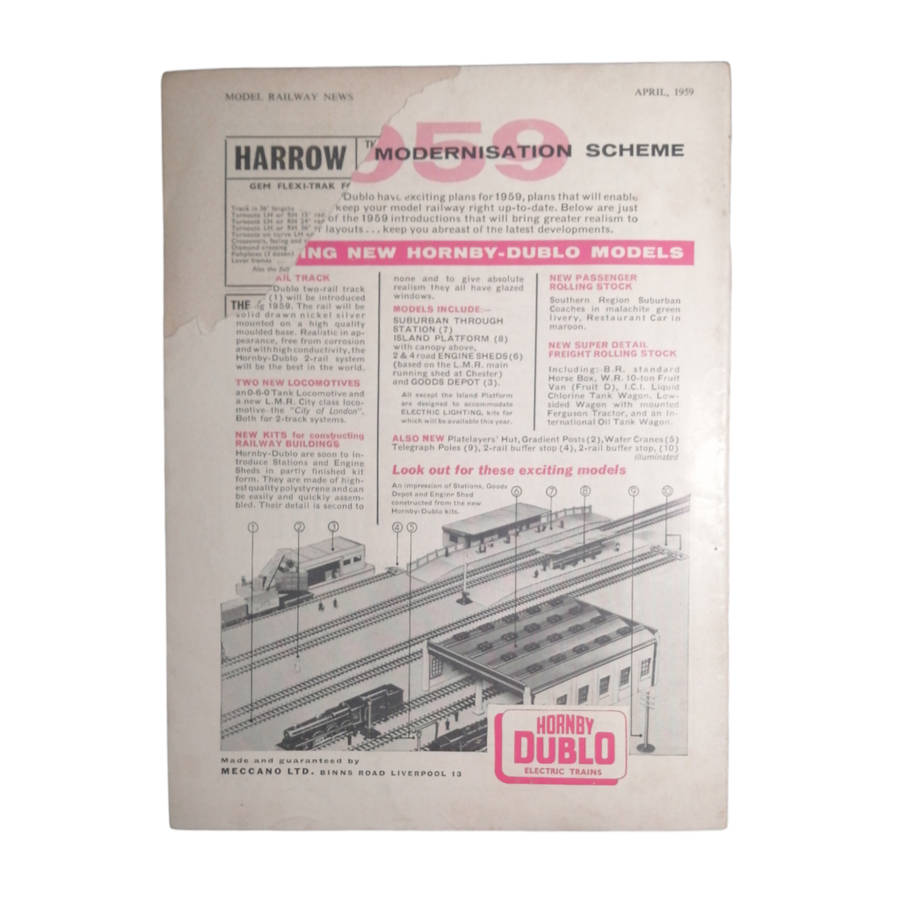 MODEL RAILWAY NEWS
APRIL, 1959
959
MODERNISATION SCHEME
HARROW
GEM FLEXI-TRAK
Dublo have exciting plans for 1959, plans that will enable
keep your model railway right up-to-date. Below are just
of the 1959 introductions that will bring greater realism to
layouts... keep you abreast of the latest developments.
Track in 36" lengths
ING NEW HORNBY-DUBLO MODELS
AIL TRACK
Dublo two-rail track
(1) will be introduced
THE
1959. The rail will be
solid drawn nickel silver
mounted on a high quality
moulded base. Realistic in ap-
pearance, free from corrosion
and with high conductivity, the
Hornby-Dublo 2-rail system
will be the best in the world.
TWO NEW LOCOMOTIVES
an 0-6-0 Tank Locomotive and
a new L.M.R. City class loco-
motive—the "City of London".
Both for 2-track systems.
NEW KITS for constructing
RAILWAY BUILDINGS
Hornby-Dublo are soon to in-
troduce Stations and Engine
Sheds in partly finished kit
form. They are made of high-
est quality polystyrene and can
be easily and quickly assem-
bled. Their detail is second to
none and to give absolute
realism they all have glazed
windows.
MODELS INCLUDE:—
SUBURBAN THROUGH
STATION (7)
ISLAND PLATFORM (8)
with canopy above,
2 & 4 road ENGINE SHEDS (6)
(based on the L.M.R. main
running shed at Chester)
and GOODS DEPOT (3).
All except the Island Platform
are designed to accommodate
ELECTRIC LIGHTING, kits for
which will be available this year.
NEW PASSENGER
ROLLING STOCK
Southern Region Suburban
Coaches in malachite green
livery, Restaurant Car in
maroon.
NEW SUPER DETAIL
FREIGHT ROLLING STOCK
Including:—B.R. standard
Horse Box, W.R. 10-ton Fruit
Van (Fruit D), I.C.I. Liquid
Chlorine Tank Wagon, Low-
sided Wagon with mounted
Ferguson Tractor, and an In-
ternational Oil Tank Wagon.
ALSO NEW Platelayers' Hut, Gradient Posts (2), Water Cranes (5)
Telegraph Poles (9), 2-rail buffer stop (4), 2-rail buffer stop, (10)
illuminated
Look out for these exciting models
An impression of Stations, Goods
Depot and Engine Shed
constructed from the new
Hornby-Dublo kits.
1 2 3 4 5 6 7 8 9 10
HORNBY
DUBLO
ELECTRIC TRAINS
Made and guaranteed by
MECCANO LTD. BINNS ROAD LIVERPOOL 13